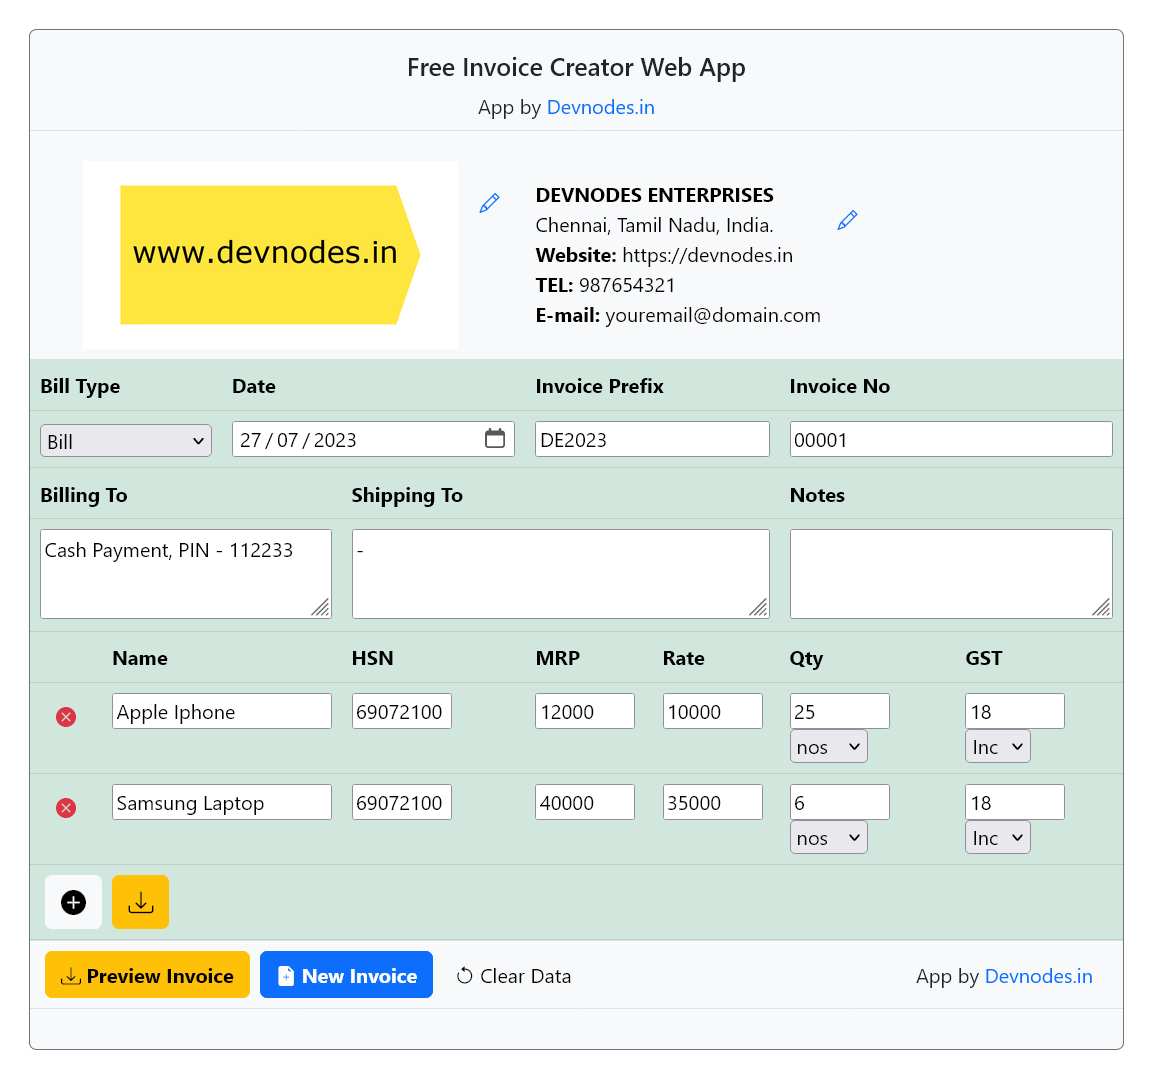 Free Invoice Creator Web App
App by Devnodes.in
www.devnodes.in
DEVNODES ENTERPRISES
Chennai, Tamil Nadu, India.
Website: https://devnodes.in
TEL: 987654321
E-mail: youremail@domain.com
Bill Type Date Invoice Prefix Invoice No
Bill 27/07/2023 DE2023 00001
Billing To Shipping To Notes
Cash Payment, PIN - 112233 -
Name HSN MRP Rate Qty GST
Apple Iphone 69072100 12000 10000 25 18
nos Inc
Samsung Laptop 69072100 40000 35000 6 18
nos Inc
Preview Invoice New Invoice Clear Data App by Devnodes.in